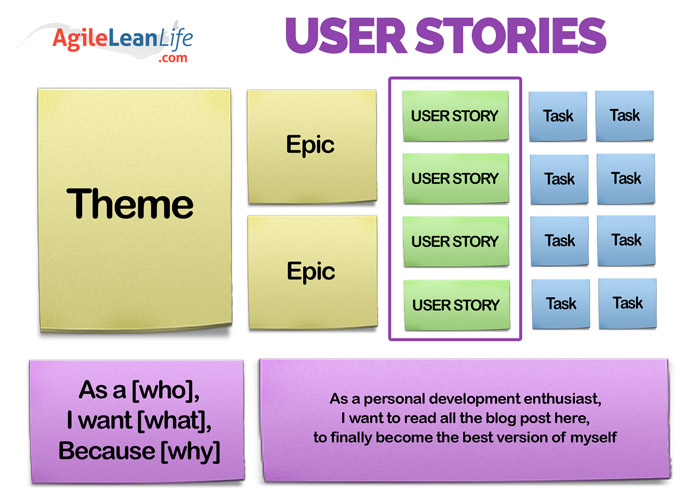 AgileLeanLife
.com
USER STORIES
Theme
Epic
Epic
USER STORY
Task
Task
USER STORY
Task
Task
USER STORY
Task
Task
USER STORY
Task
Task
As a [who],
I want [what],
Because [why]
As a personal development enthusiast,
I want to read all the blog post here,
to finally become the best version of myself